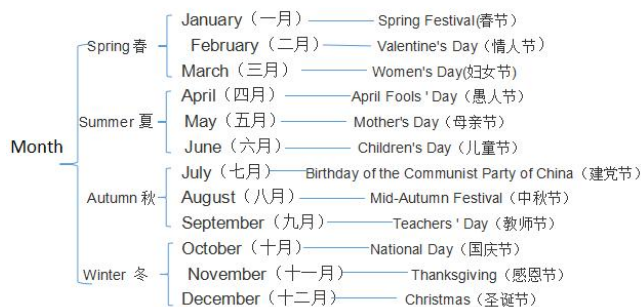 Month
Spring 春
January（一月） Spring Festival(春节)
February（二月） Valentine's Day（情人节）
March（三月） Women's Day(妇女节)
Summer 夏
April（四月） April Fools ' Day（愚人节）
May（五月） Mother's Day（母亲节）
June（六月） Children's Day（儿童节）
Autumn 秋
July（七月） Birthday of the Communist Party of China（建党节）
August（八月） Mid-Autumn Festival（中秋节）
September（九月） Teachers ' Day（教师节）
Winter 冬
October（十月） National Day（国庆节）
November（十一月） Thanksgiving（感恩节）
December（十二月） Christmas（圣诞节）